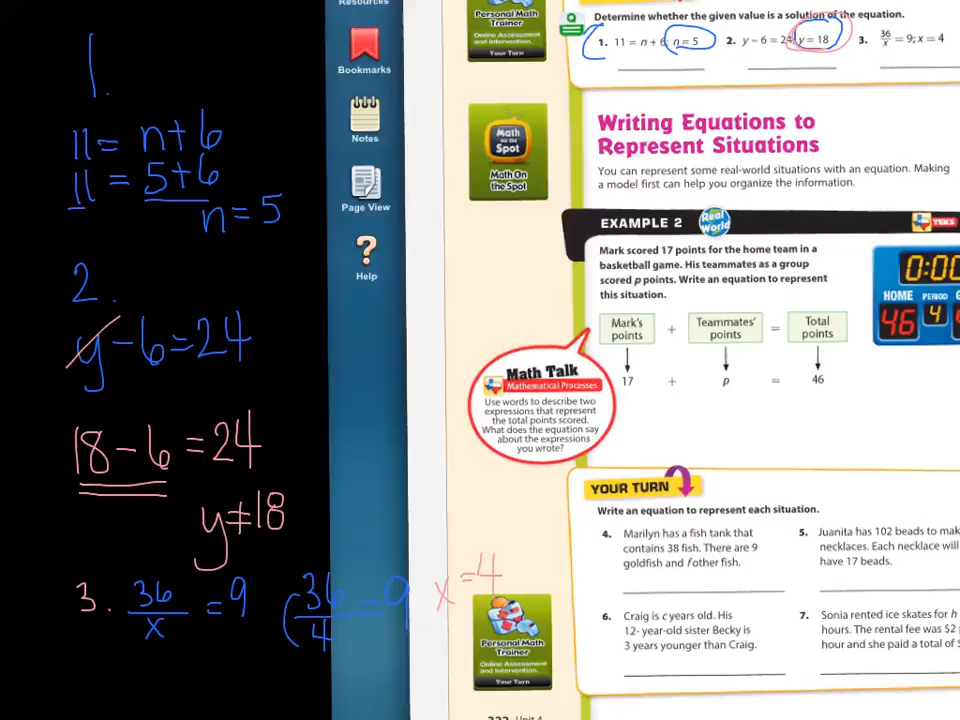 1.
11 = n + 6
11 = 5 + 6
n = 5
2.
y - 6 = 24
18 - 6 = 24
y ≠ 18
3. 36/x = 9 (36/4 = 9 x = 4
Resources
Bookmarks
Notes
Page View
Help
Personal Math
Trainer
Online Assessment
and Intervention
Your Turn
Math
on the
Spot
Math On
the Spot
Q
Determine whether the given value is a solution of the equation.
1. 11 = n + 6; n = 5 2. y − 6 = 24; y = 18 3. 36/x = 9; x = 4
Writing Equations to
Represent Situations
You can represent some real-world situations with an equation. Making
a model first can help you organize the information.
EXAMPLE 2 Real World TEKS
Mark scored 17 points for the home team in a
basketball game. His teammates as a group
scored p points. Write an equation to represent
this situation.
0:00
HOME PERIOD
46 4
Mark's points + Teammates' points = Total points
17 + p = 46
Math Talk
Mathematical Processes
Use words to describe two
expressions that represent
the total points scored.
What does the equation say
about the expressions
you wrote?
YOUR TURN
Write an equation to represent each situation.
4. Marilyn has a fish tank that
contains 38 fish. There are 9
goldfish and f other fish.
5. Juanita has 102 beads to mak
necklaces. Each necklace will
have 17 beads.
6. Craig is c years old. His
12- year-old sister Becky is
3 years younger than Craig.
7. Sonia rented ice skates for h
hours. The rental fee was $2 p
hour and she paid a total of $
Personal Math
Trainer
Online Assessment
and Intervention
Your Turn
322 Unit 4